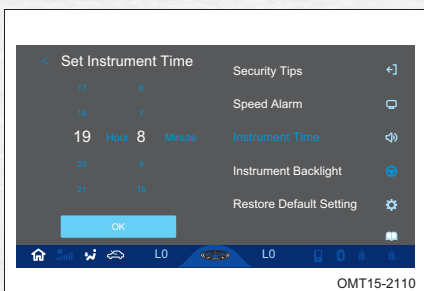 < Set Instrument Time
17 6
18 7
19 Hour 8 Minute
20 9
21 10
OK
Security Tips
Speed Alarm
Instrument Time
Instrument Backlight
Restore Default Setting
L0 L0
OMT15-2110